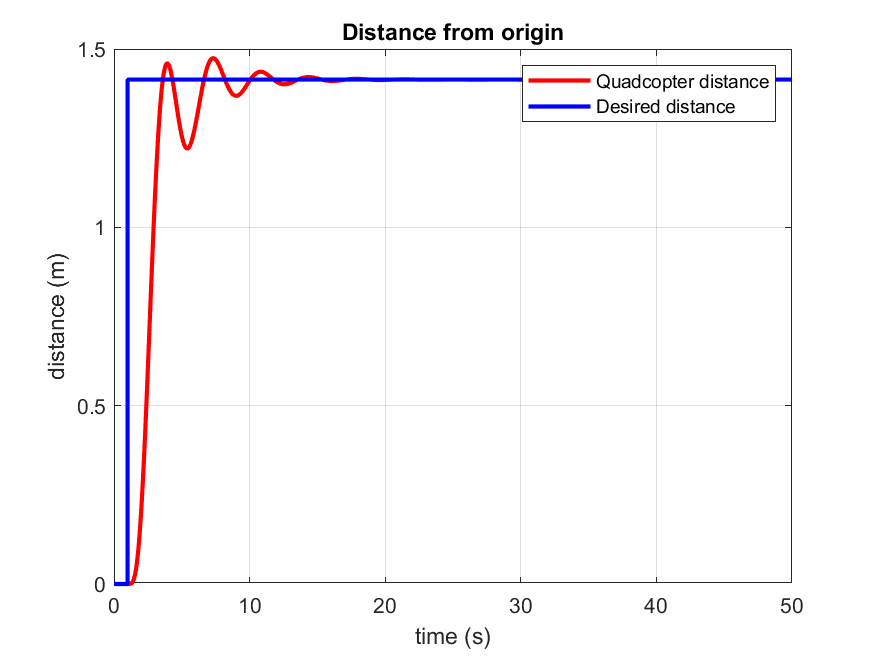 Distance from origin
Quadcopter distance
Desired distance
1.5
1
0.5
0
distance (m)
0 10 20 30 40 50
time (s)